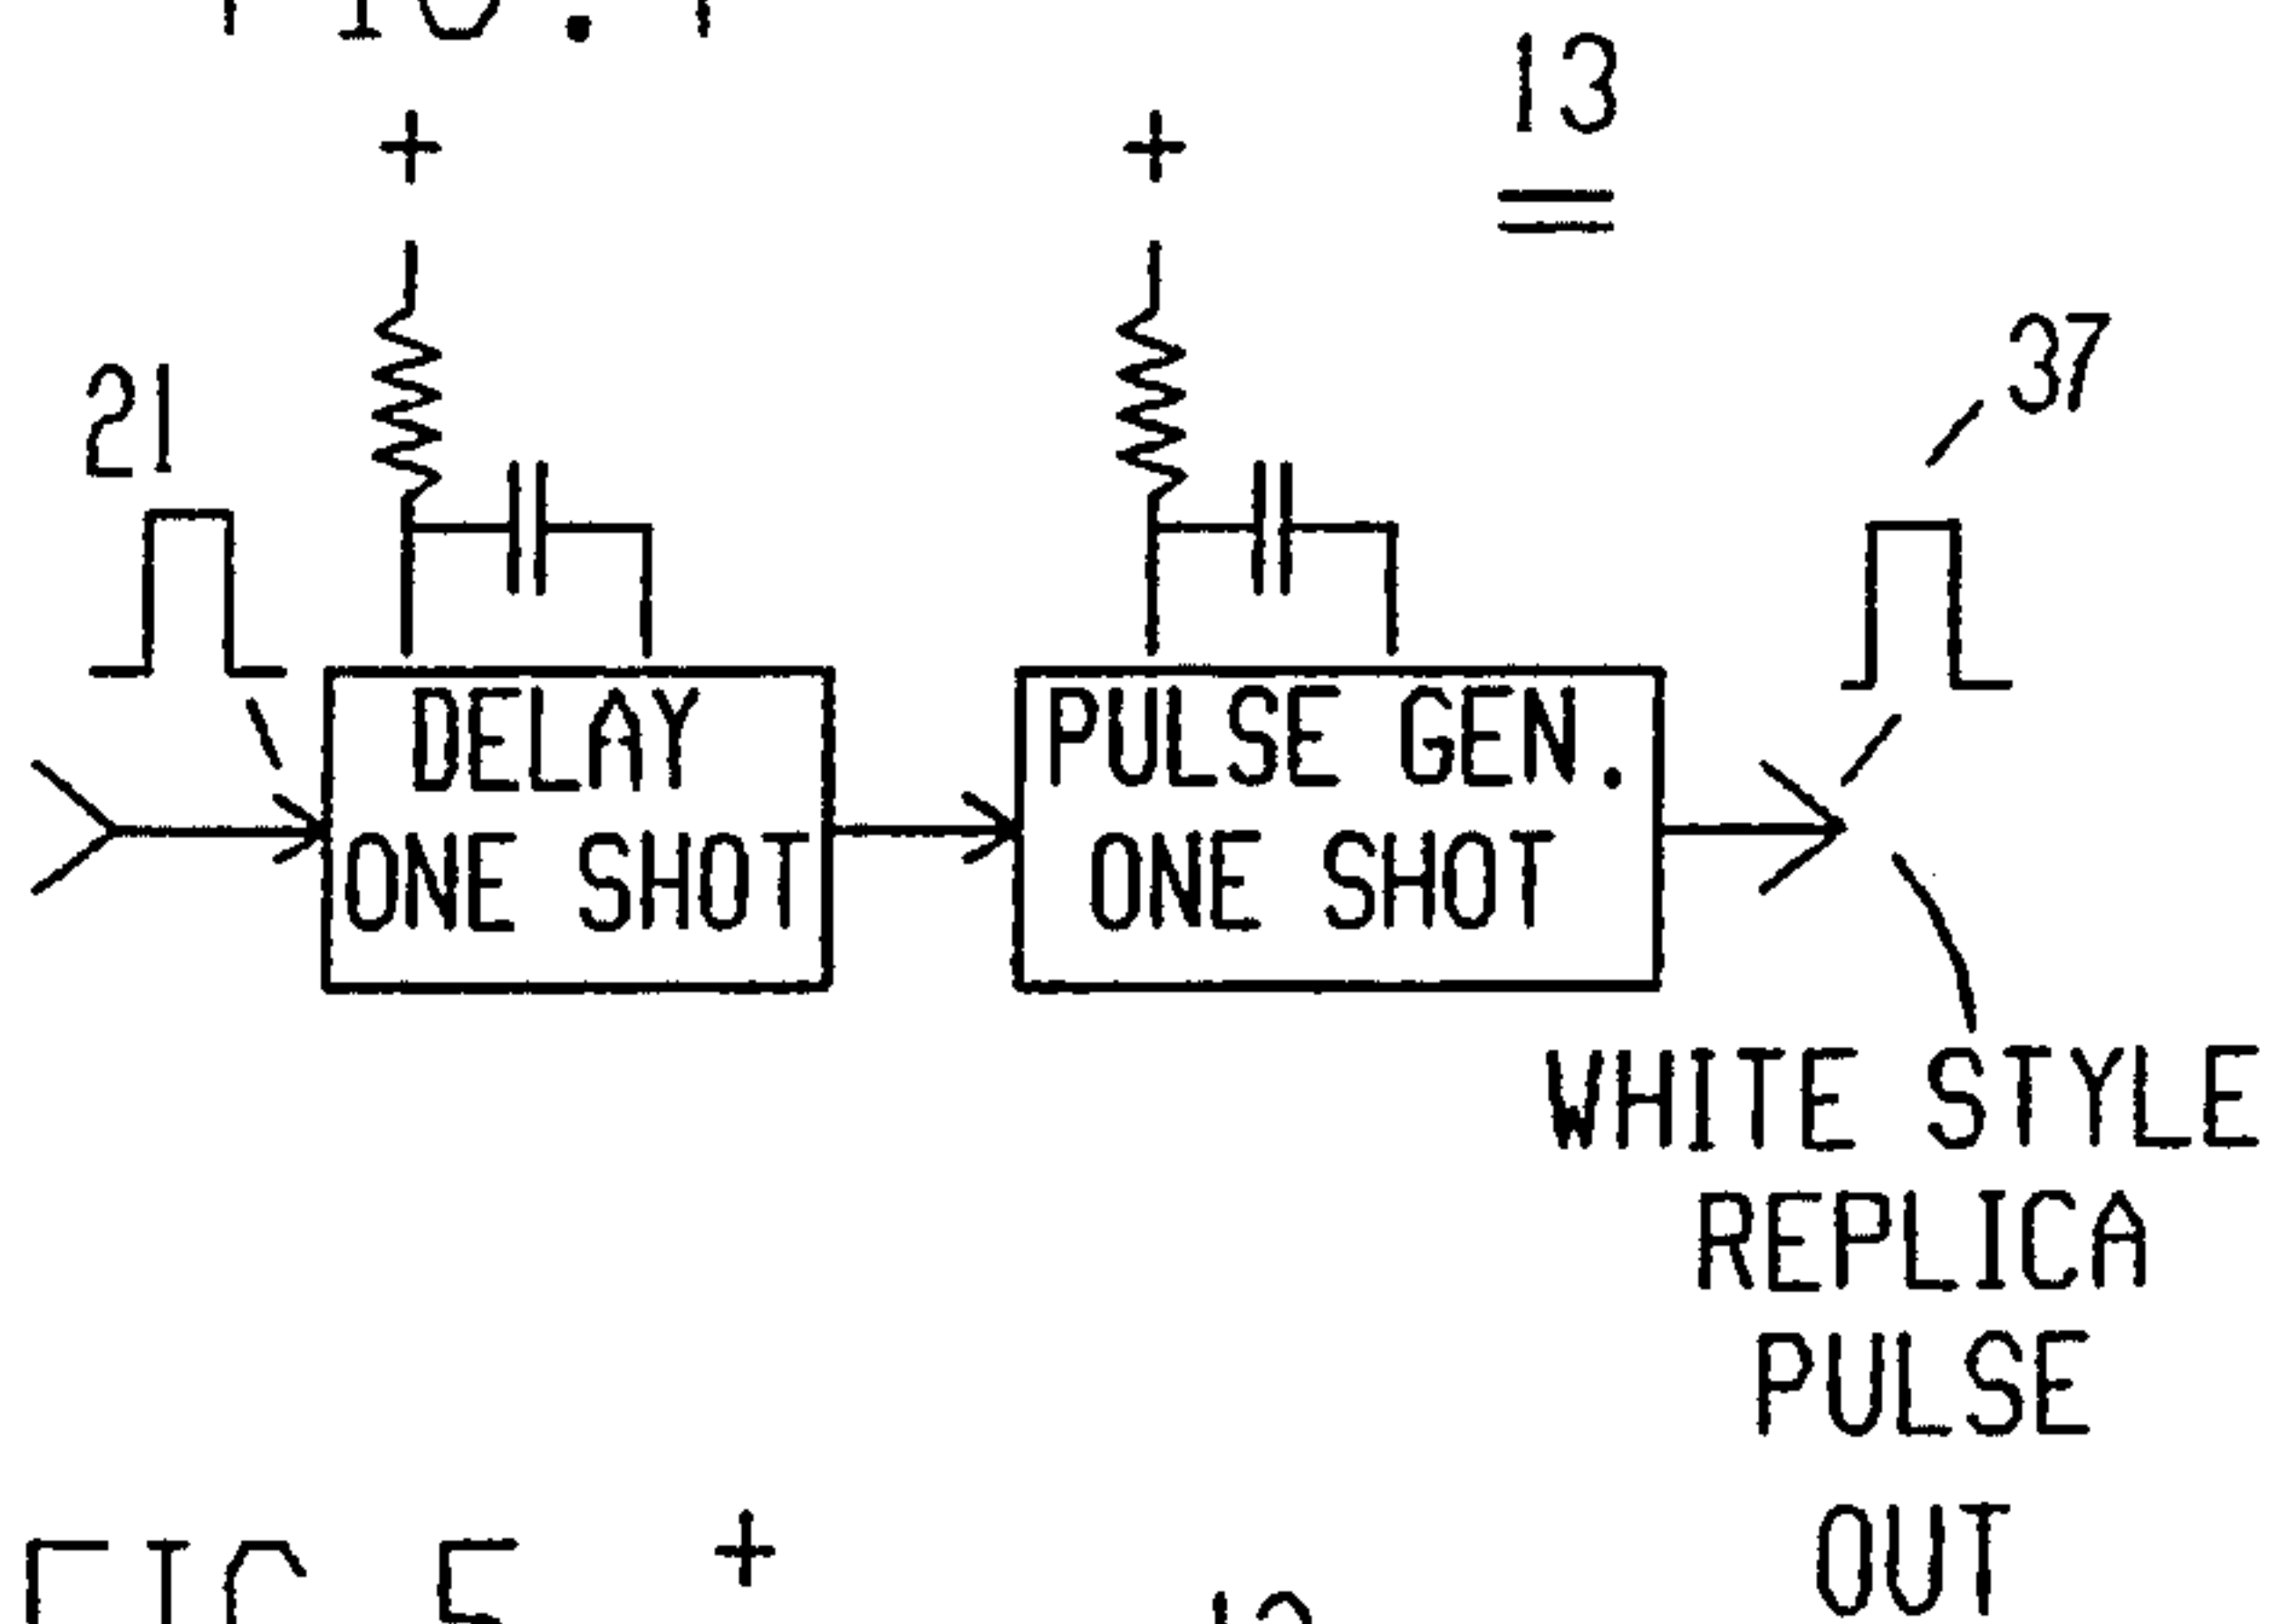 13
37
21
DELAY
ONE SHOT
PULSE GEN.
ONE SHOT
WHITE STYLE
REPLICA
PULSE
OUT